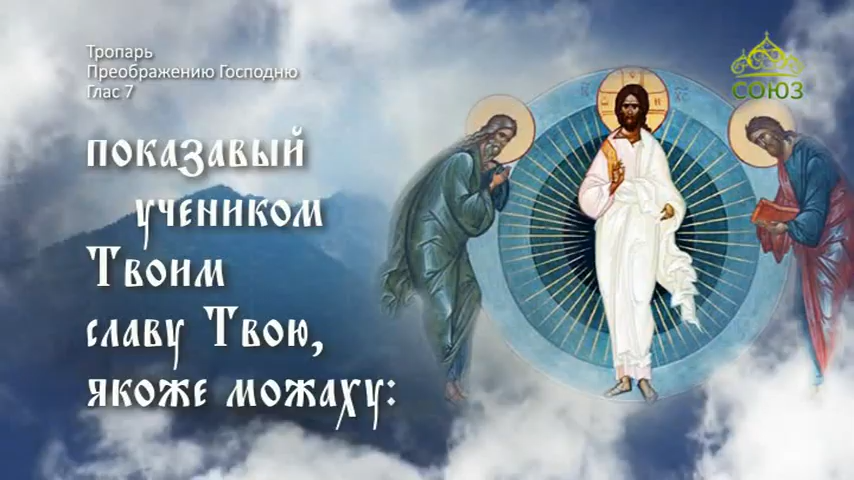 Тропарь
Преображению Господню
Глас 7
СОЮЗ
показавый
учеником
Твоим
славу Твою,
якоже можаху: